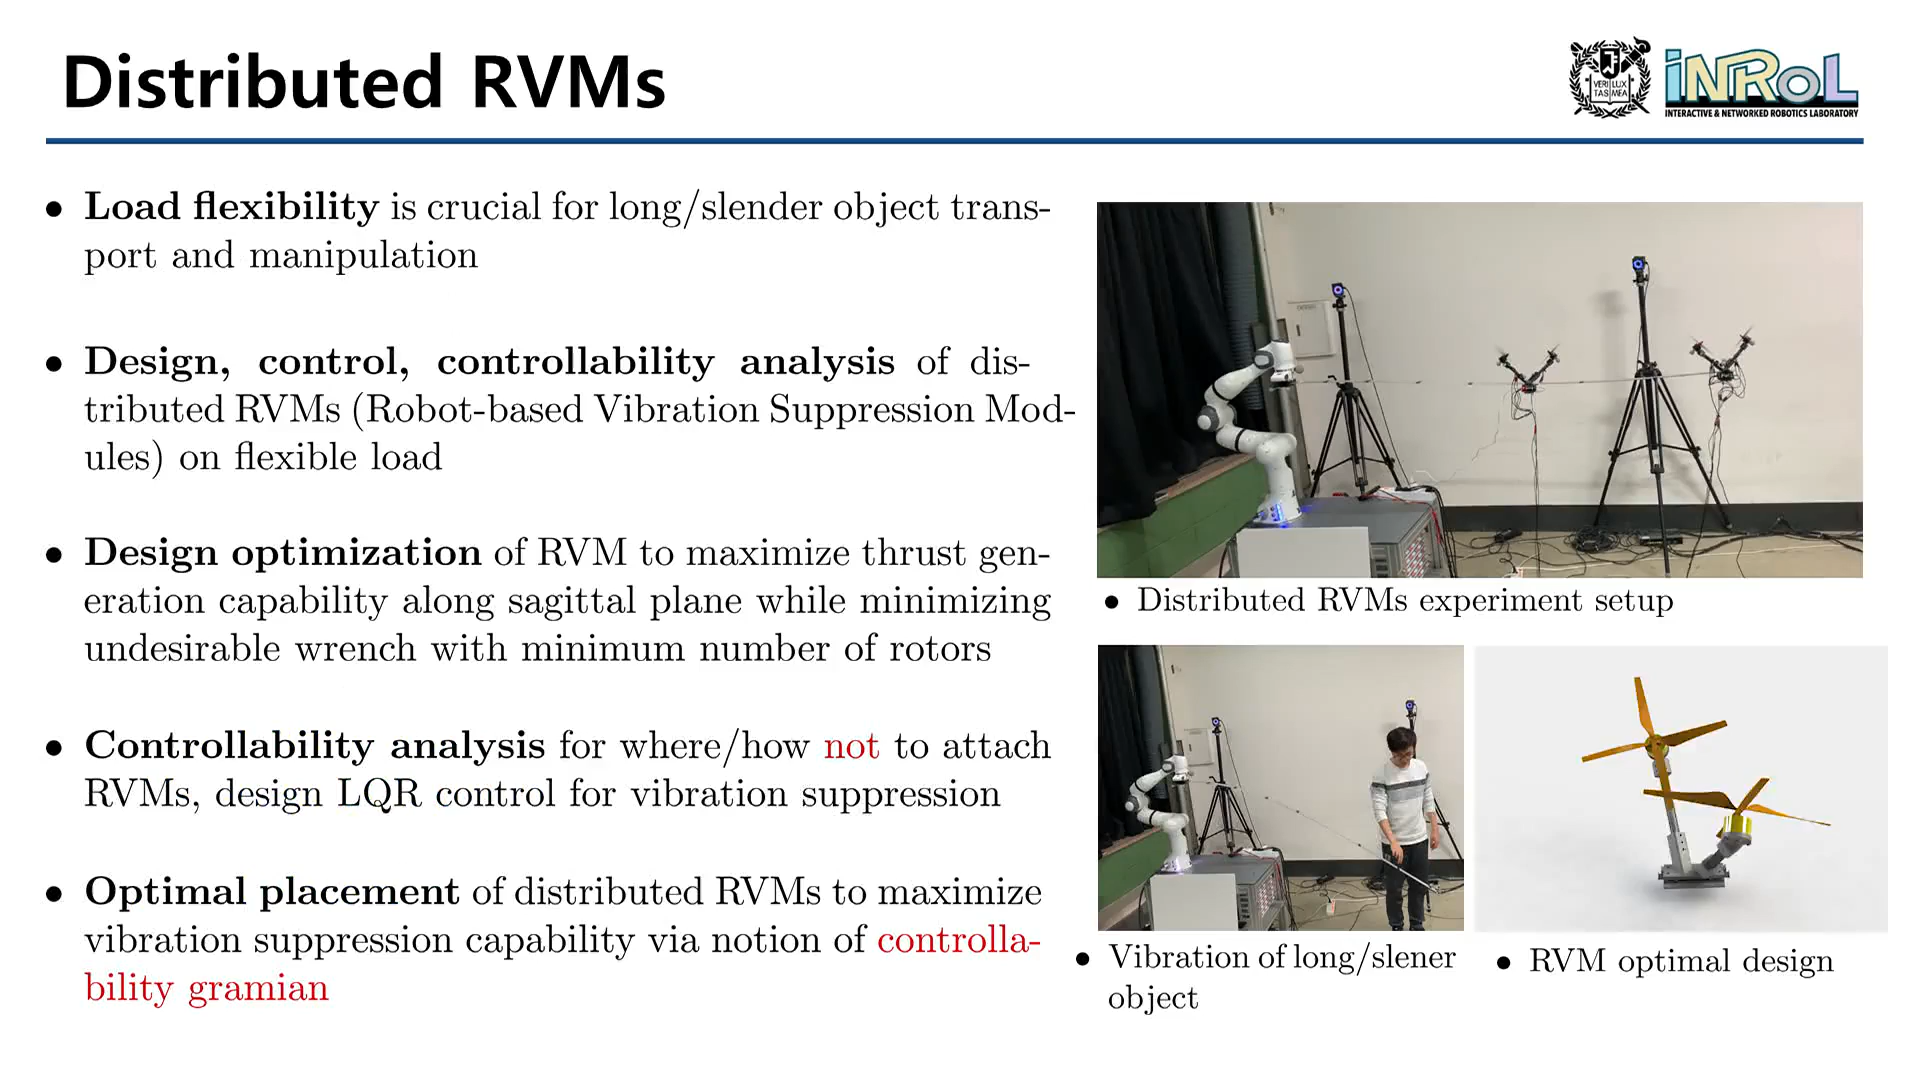 Distributed RVMs
VERI LUX
TAS MEA
iNRoL
INTERACTIVE & NETWORKED ROBOTICS LABORATORY
• Load flexibility is crucial for long/slender object trans-
port and manipulation
• Design, control, controllability analysis of dis-
tributed RVMs (Robot-based Vibration Suppression Mod-
ules) on flexible load
• Design optimization of RVM to maximize thrust gen-
eration capability along sagittal plane while minimizing
undesirable wrench with minimum number of rotors
• Controllability analysis for where/how not to attach
RVMs, design LQR control for vibration suppression
• Optimal placement of distributed RVMs to maximize
vibration suppression capability via notion of controlla-
bility gramian
• Distributed RVMs experiment setup
• Vibration of long/slener
object
• RVM optimal design